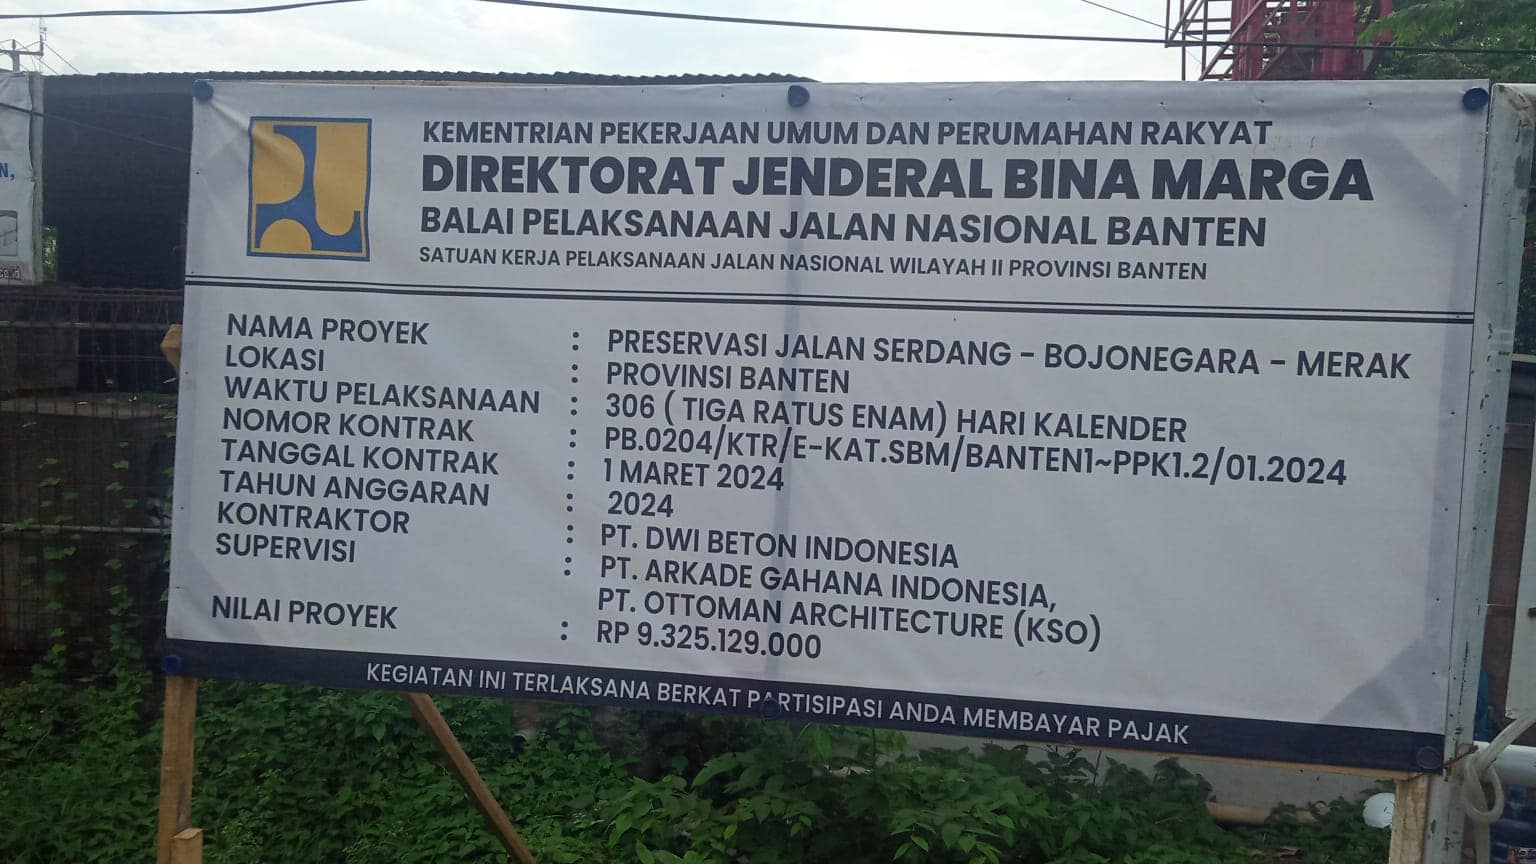 KEMENTRIAN PEKERJAAN UMUM DAN PERUMAHAN RAKYAT
DIREKTORAT JENDERAL BINA MARGA
BALAI PELAKSANAAN JALAN NASIONAL BANTEN
SATUAN KERJA PELAKSANAAN JALAN NASIONAL WILAYAH II PROVINSI BANTEN
NAMA PROYEK : PRESERVASI JALAN SERDANG - BOJONEGARA - MERAK
LOKASI : PROVINSI BANTEN
WAKTU PELAKSANAAN : 306 ( TIGA RATUS ENAM) HARI KALENDER
NOMOR KONTRAK : PB.0204/KTR/E-KAT.SBM/BANTEN1~PPK1.2/01.2024
TANGGAL KONTRAK : 1 MARET 2024
TAHUN ANGGARAN : 2024
KONTRAKTOR : PT. DWI BETON INDONESIA
SUPERVISI : PT. ARKADE GAHANA INDONESIA,
PT. OTTOMAN ARCHITECTURE (KSO)
NILAI PROYEK : RP 9.325.129.000
KEGIATAN INI TERLAKSANA BERKAT PARTISIPASI ANDA MEMBAYAR PAJAK